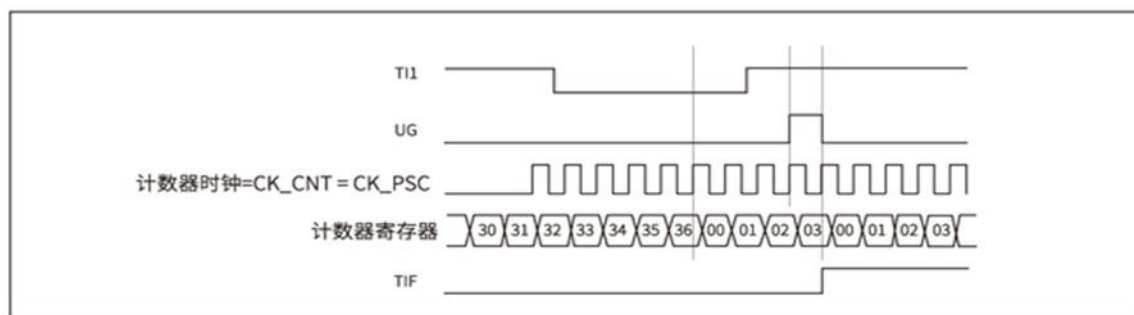 TI1
UG
计数器时钟=CK_CNT = CK_PSC
计数器寄存器 30 31 32 33 34 35 36 00 01 02 03 00 01 02 03
TIF